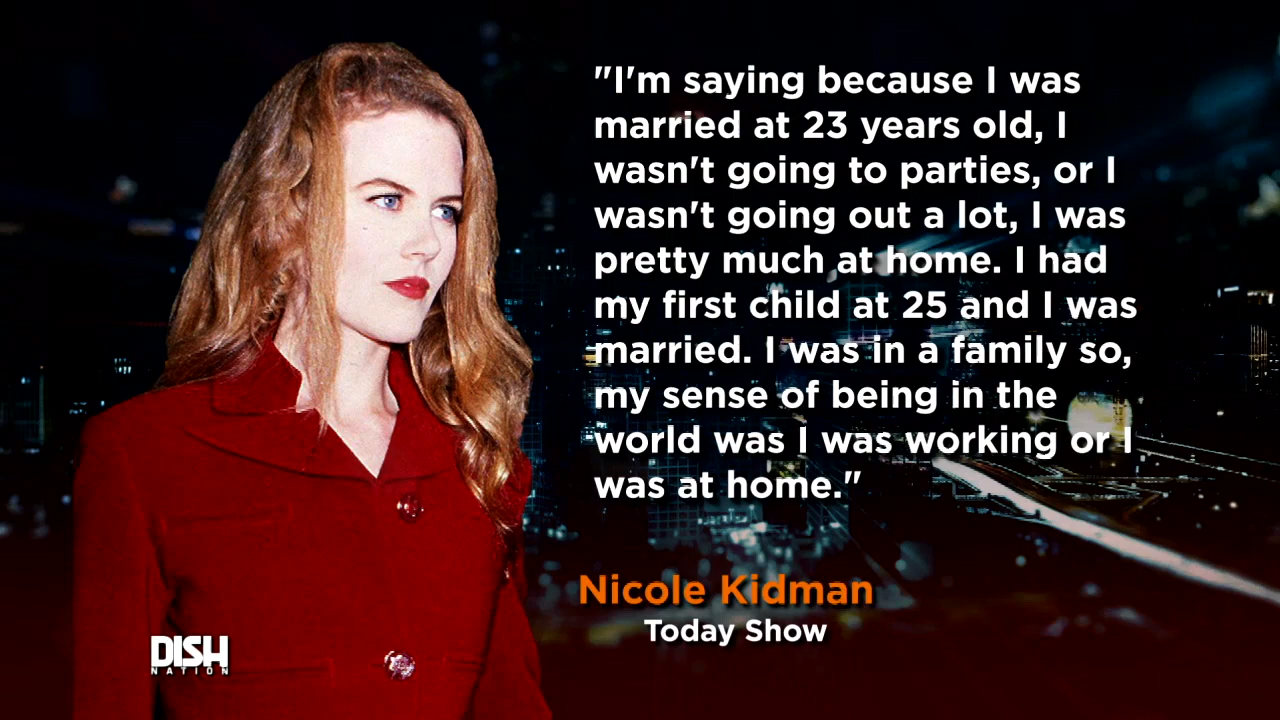 "I'm saying because I was
married at 23 years old, I
wasn't going to parties, or I
wasn't going out a lot, I was
pretty much at home. I had
my first child at 25 and I was
married. I was in a family so,
my sense of being in the
world was I was working or I
was at home."
Nicole Kidman
Today Show
DISH
NATION